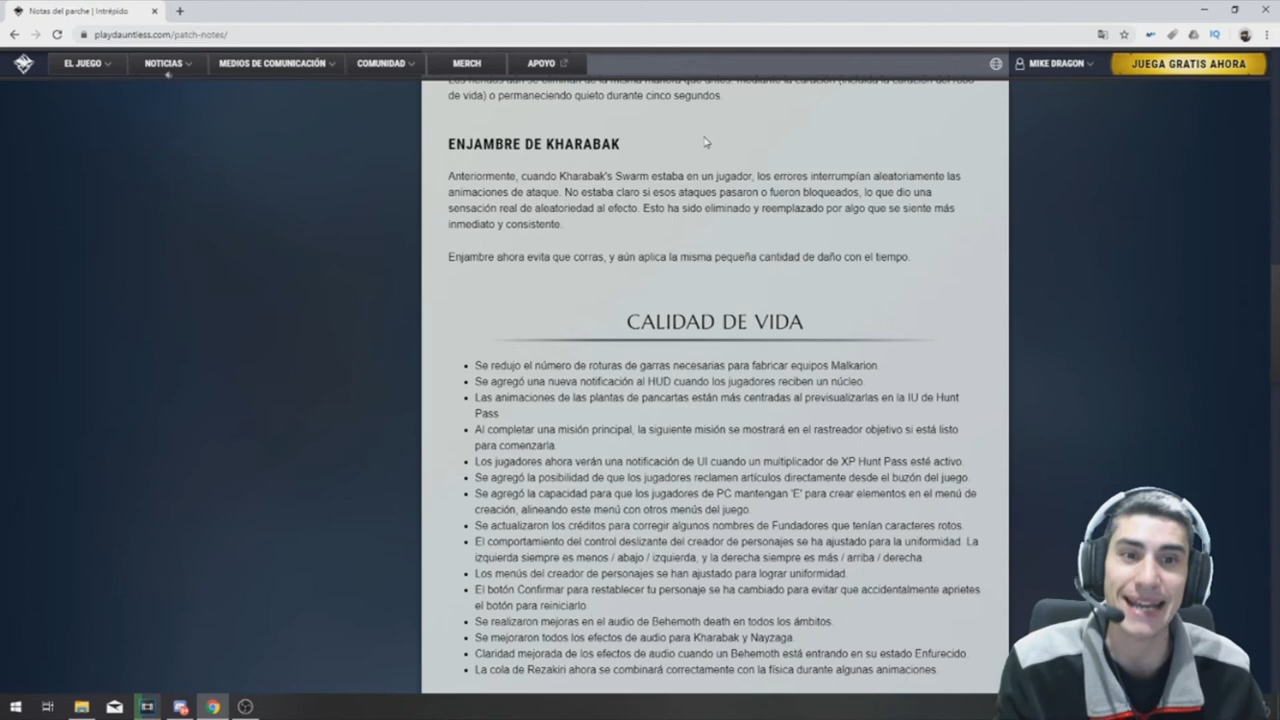 Notas del parche | Intrépido
playdauntless.com/patch-notes/
EL JUEGO
NOTICIAS
MEDIOS DE COMUNICACIÓN
COMUNIDAD
MERCH
APOYO
MIKE DRAGON
JUEGA GRATIS AHORA
de vida) o permaneciendo quieto durante cinco segundos.
ENJAMBRE DE KHARABAK
Anteriormente, cuando Kharabak's Swarm estaba en un jugador, los errores interrumpían aleatoriamente las
animaciones de ataque. No estaba claro si esos ataques pasaron o fueron bloqueados, lo que dio una
sensación real de aleatoriedad al efecto. Esto ha sido eliminado y reemplazado por algo que se siente más
inmediato y consistente.
Enjambre ahora evita que corras, y aún aplica la misma pequeña cantidad de daño con el tiempo.
CALIDAD DE VIDA
• Se redujo el número de roturas de garras necesarias para fabricar equipos Malkarion.
• Se agregó una nueva notificación al HUD cuando los jugadores reciben un núcleo.
• Las animaciones de las plantas de pancartas están más centradas al previsualizarlas en la IU de Hunt
Pass
• Al completar una misión principal, la siguiente misión se mostrará en el rastreador objetivo si está listo
para comenzarla.
• Los jugadores ahora verán una notificación de UI cuando un multiplicador de XP Hunt Pass esté activo.
• Se agregó la posibilidad de que los jugadores reclamen artículos directamente desde el buzón del juego.
• Se agregó la capacidad para que los jugadores de PC mantengan 'E' para crear elementos en el menú de
creación, alineando este menú con otros menús del juego.
• Se actualizaron los créditos para corregir algunos nombres de Fundadores que tenían caracteres rotos.
• El comportamiento del control deslizante del creador de personajes se ha ajustado para la uniformidad. La
izquierda siempre es menos / abajo / izquierda, y la derecha siempre es más / arriba / derecha.
• Los menús del creador de personajes se han ajustado para lograr uniformidad.
• El botón Confirmar para restablecer tu personaje se ha cambiado para evitar que accidentalmente aprietes
el botón para reiniciarlo.
• Se realizaron mejoras en el audio de Behemoth death en todos los ámbitos.
• Se mejoraron todos los efectos de audio para Kharabak y Nayzaga.
• Claridad mejorada de los efectos de audio cuando un Behemoth está entrando en su estado Enfurecido.
• La cola de Rezakiri ahora se combinará correctamente con la física durante algunas animaciones.